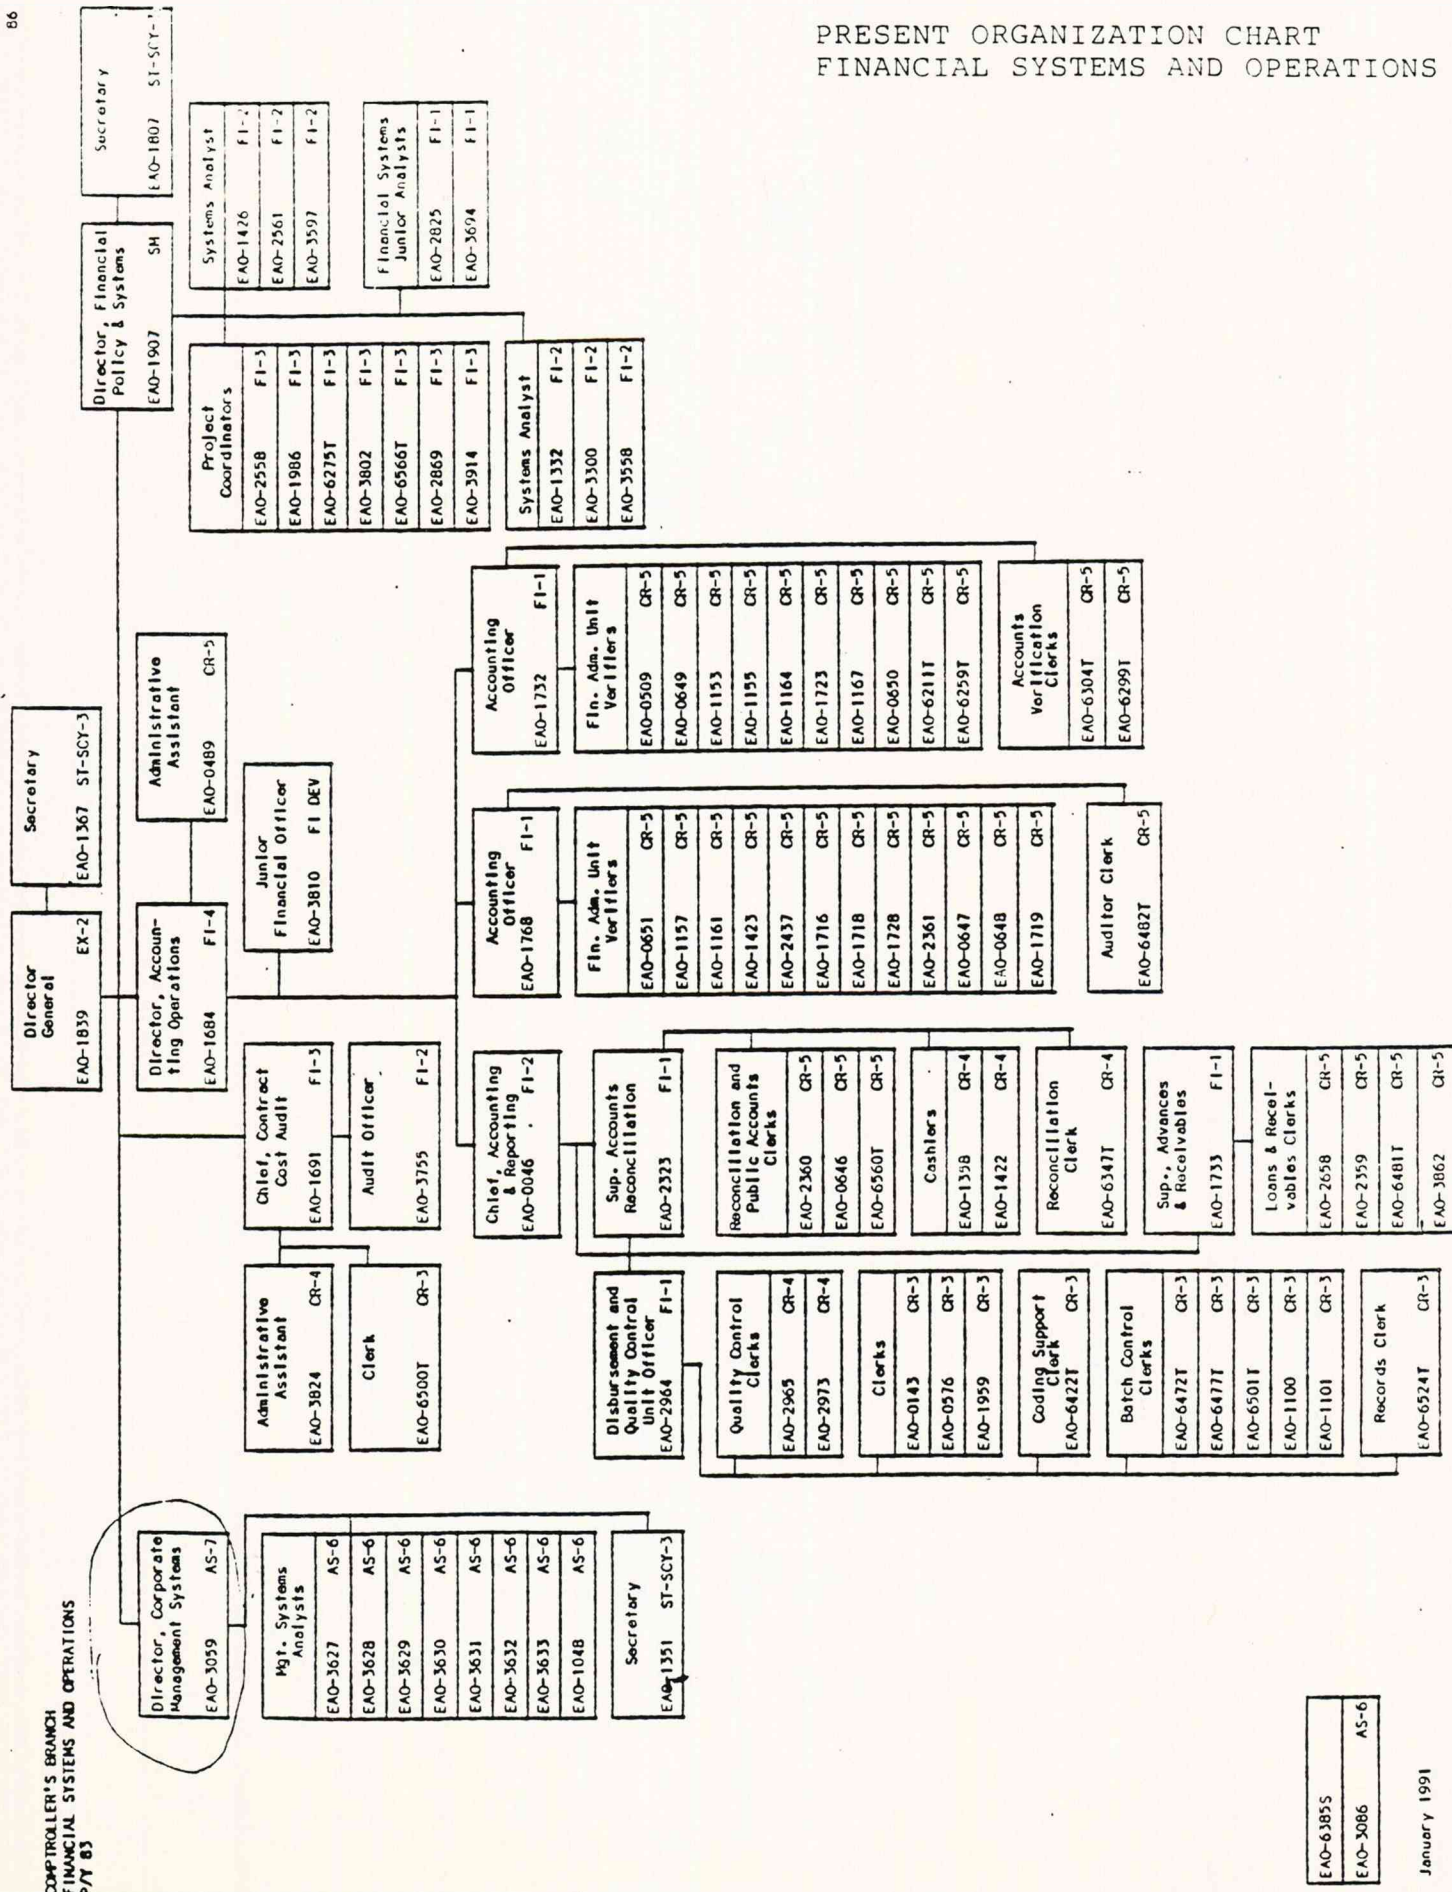 86
PRESENT ORGANIZATION CHART
FINANCIAL SYSTEMS AND OPERATIONS
COMPTROLLER'S BRANCH
FINANCIAL SYSTEMS AND OPERATIONS
P/Y 83
Director
General
EAO-1839 EX-2
Secretary
EAO-1367 ST-SCY-3
Director, Corporate
Management Systems
EAO-3059 AS-7
Mgt. Systems
Analysts
EAO-3627 AS-6
EAO-3628 AS-6
EAO-3629 AS-6
EAO-3630 AS-6
EAO-3631 AS-6
EAO-3632 AS-6
EAO-3633 AS-6
EAO-1048 AS-6
Secretary
EAO-1351 ST-SCY-3
Director, Accoun-
ting Operations
EAO-1684 FI-4
Administrative
Assistant
EAO-0489 CR-5
Junior
Financial Officer
EAO-3810 FI DEV
Chief, Contract
Cost Audit
EAO-1691 FI-3
Audit Officer
EAO-3755 FI-2
Administrative
Assistant
EAO-3824 CR-4
Clerk
EAO-6500T CR-3
Chief, Accounting
& Reporting
EAO-0046 FI-2
Sup. Accounts
Reconciliation
EAO-2323 FI-1
Reconciliation and
Public Accounts
Clerks
EAO-2360 CR-5
EAO-0646 CR-5
EAO-6560T CR-5
Cashiers
EAO-1358 CR-4
EAO-1422 CR-4
Reconciliation
Clerk
EAO-6347T CR-4
Sup., Advances
& Receivables
EAO-1733 FI-1
Loans & Recei-
vables Clerks
EAO-2658 CR-5
EAO-2359 CR-5
EAO-6481T CR-5
EAO-3862 CR-5
Disbursement and
Quality Control
Unit Officer
EAO-2964 FI-1
Quality Control
Clerks
EAO-2965 CR-4
EAO-2973 CR-4
Clerks
EAO-0143 CR-3
EAO-0576 CR-3
EAO-1959 CR-3
Coding Support
Clerk
EAO-6422T CR-3
Batch Control
Clerks
EAO-6472T CR-3
EAO-6477T CR-3
EAO-6501T CR-3
EAO-1100 CR-3
EAO-1101 CR-3
Records Clerk
EAO-6524T CR-3
Accounting
Officer
EAO-1768 FI-1
Fin. Adm. Unit
Verifiers
EAO-0651 CR-5
EAO-1157 CR-5
EAO-1161 CR-5
EAO-1423 CR-5
EAO-2437 CR-5
EAO-1716 CR-5
EAO-1718 CR-5
EAO-1728 CR-5
EAO-2361 CR-5
EAO-0647 CR-5
EAO-0648 CR-5
EAO-1719 CR-5
Auditor Clerk
EAO-6482T CR-5
Accounting
Officer
EAO-1732 FI-1
Fin. Adm. Unit
Verifiers
EAO-0509 CR-5
EAO-0649 CR-5
EAO-1153 CR-5
EAO-1155 CR-5
EAO-1164 CR-5
EAO-1723 CR-5
EAO-1167 CR-5
EAO-0650 CR-5
EAO-6211T CR-5
EAO-6259T CR-5
Accounts
Verification
Clerks
EAO-6304T CR-5
EAO-6299T CR-5
Director, Financial
Policy & Systems
EAO-1907 SM
Secretary
EAO-1807 ST-SCY-
Project
Coordinators
EAO-2558 FI-3
EAO-1986 FI-3
EAO-6275T FI-3
EAO-3802 FI-3
EAO-6566T FI-3
EAO-2869 FI-3
EAO-3914 FI-3
Systems Analyst
EAO-1426 FI-2
EAO-2561 FI-2
EAO-3597 FI-2
Financial Systems
Junior Analysts
EAO-2825 FI-1
EAO-3694 FI-1
Systems Analyst
EAO-1332 FI-2
EAO-3300 FI-2
EAO-3558 FI-2
EAO-6385S
EAO-3086 AS-6
January 1991